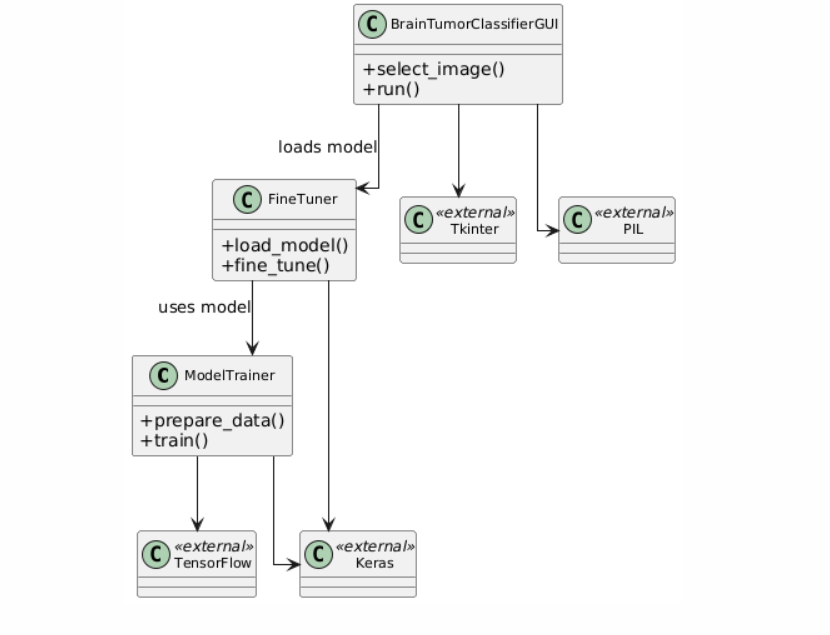 C BrainTumorClassifierGUI
+select_image()
+run()
loads model
C FineTuner
+load_model()
+fine_tune()
C «external»
Tkinter
C «external»
PIL
uses model
C ModelTrainer
+prepare_data()
+train()
C «external»
TensorFlow
C «external»
Keras